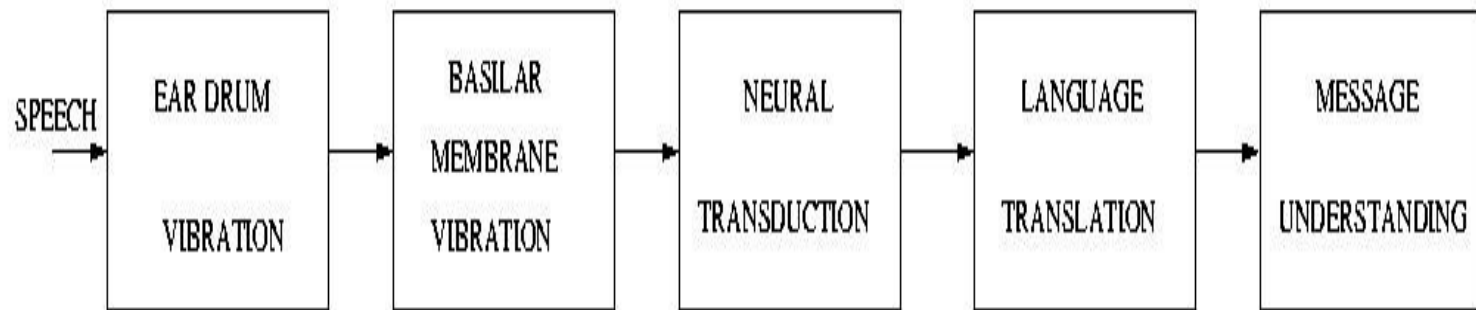 SPEECH
EAR DRUM
VIBRATION
BASILAR
MEMBRANE
VIBRATION
NEURAL
TRANSDUCTION
LANGUAGE
TRANSLATION
MESSAGE
UNDERSTANDING